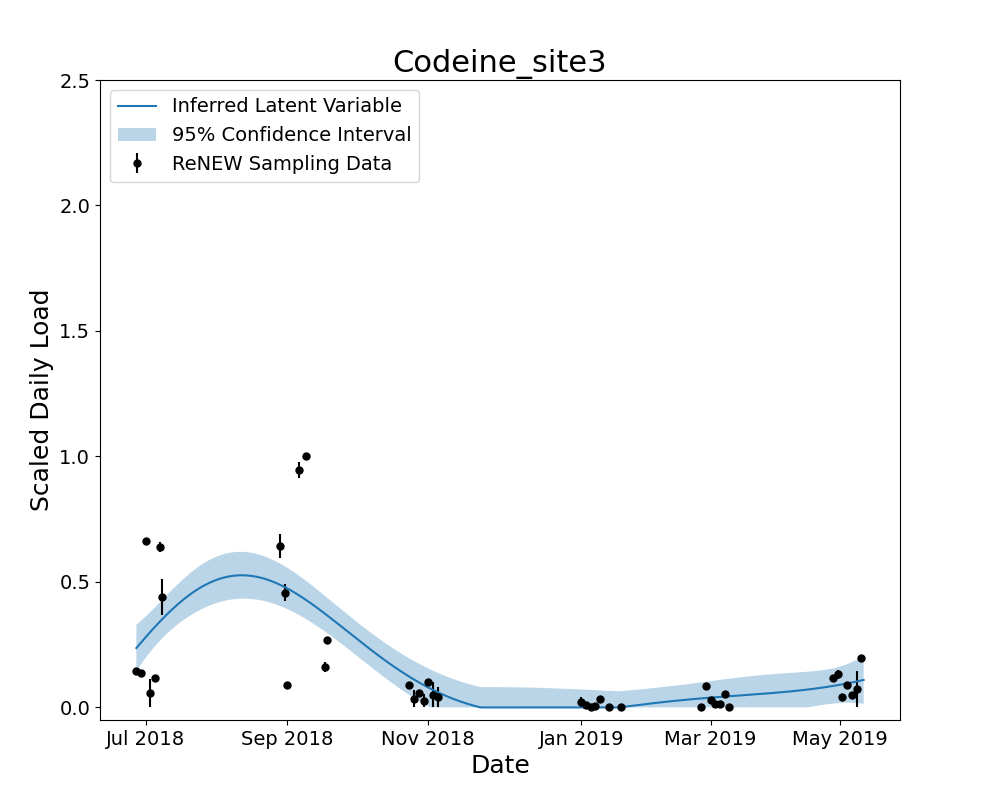 Codeine_site3
2.5
2.0
1.5
1.0
0.5
0.0
Scaled Daily Load
Inferred Latent Variable
95% Confidence Interval
ReNEW Sampling Data
Jul 2018 Sep 2018 Nov 2018 Jan 2019 Mar 2019 May 2019
Date